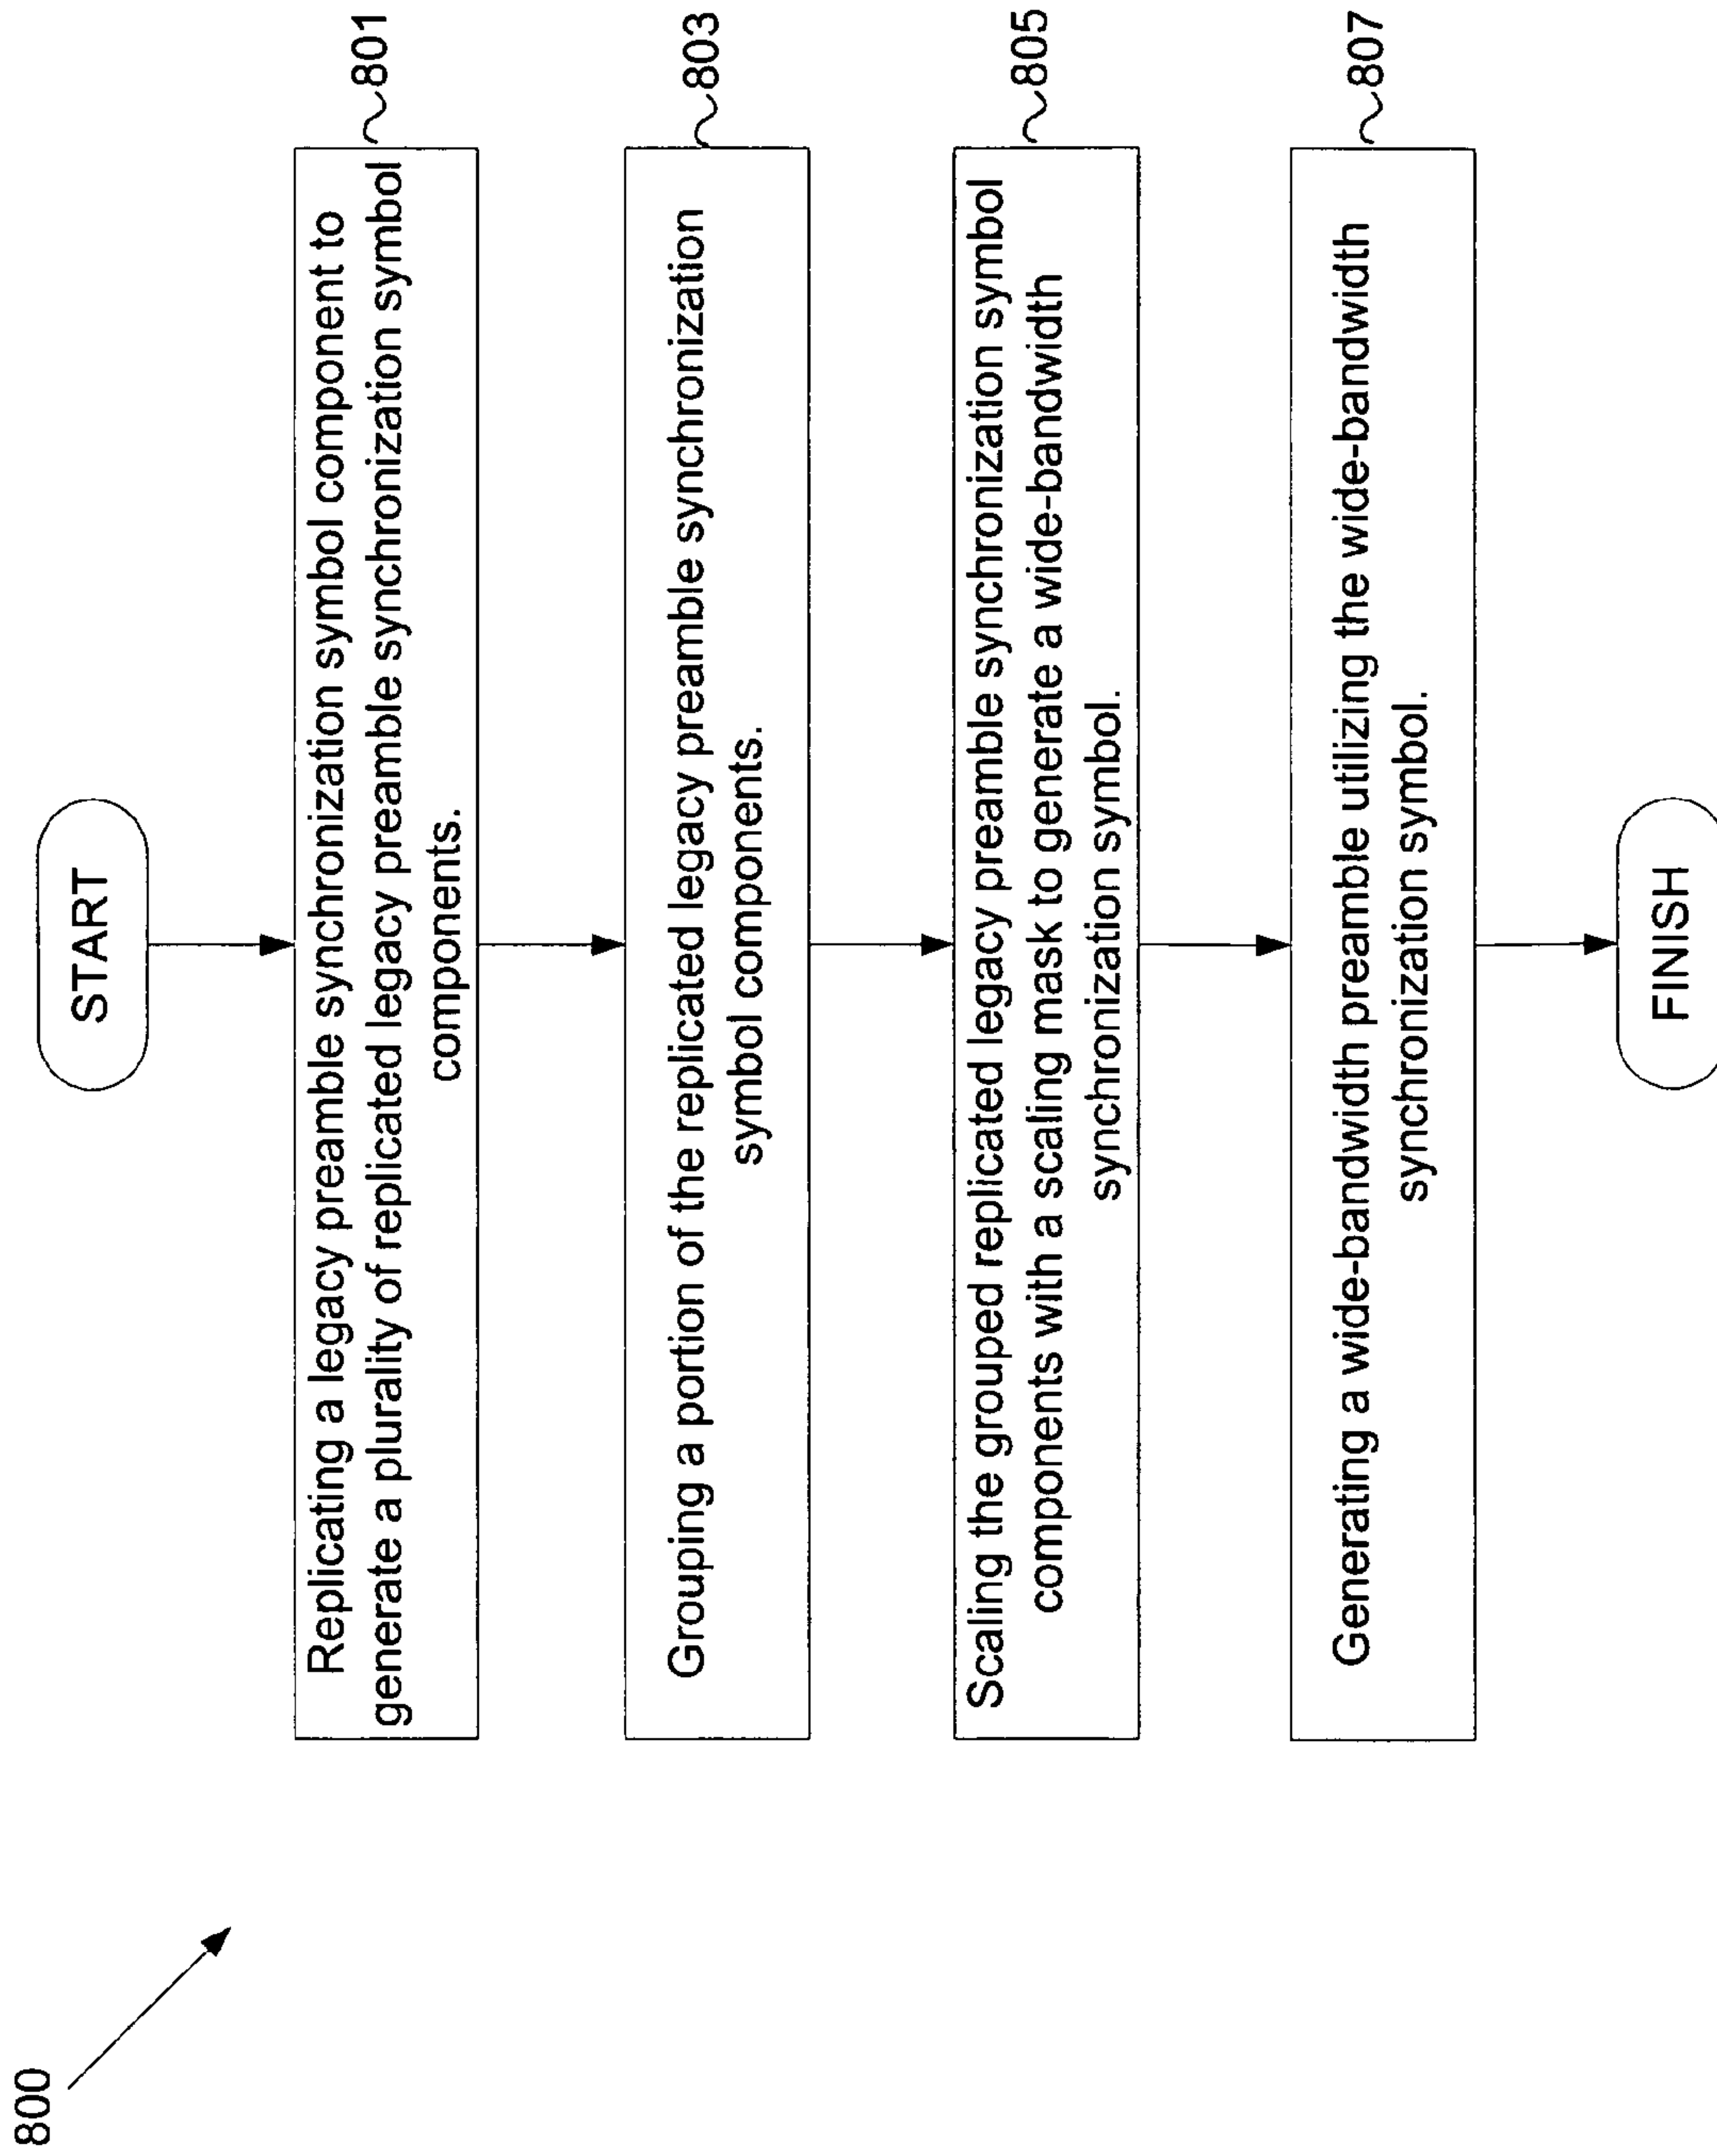 800
START
Replicating a legacy preamble synchronization symbol component to
generate a plurality of replicated legacy preamble synchronization symbol
components.
801
Grouping a portion of the replicated legacy preamble synchronization
symbol components.
803
Scaling the grouped replicated legacy preamble synchronization symbol
components with a scaling mask to generate a wide-bandwidth
synchronization symbol.
805
Generating a wide-bandwidth preamble utilizing the wide-bandwidth
synchronization symbol.
807
FINISH